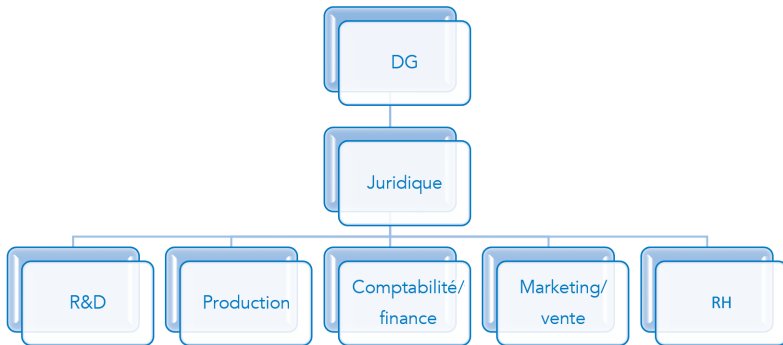 DG
Juridique
R&D
Production
Comptabilité/
finance
Marketing/
vente
RH